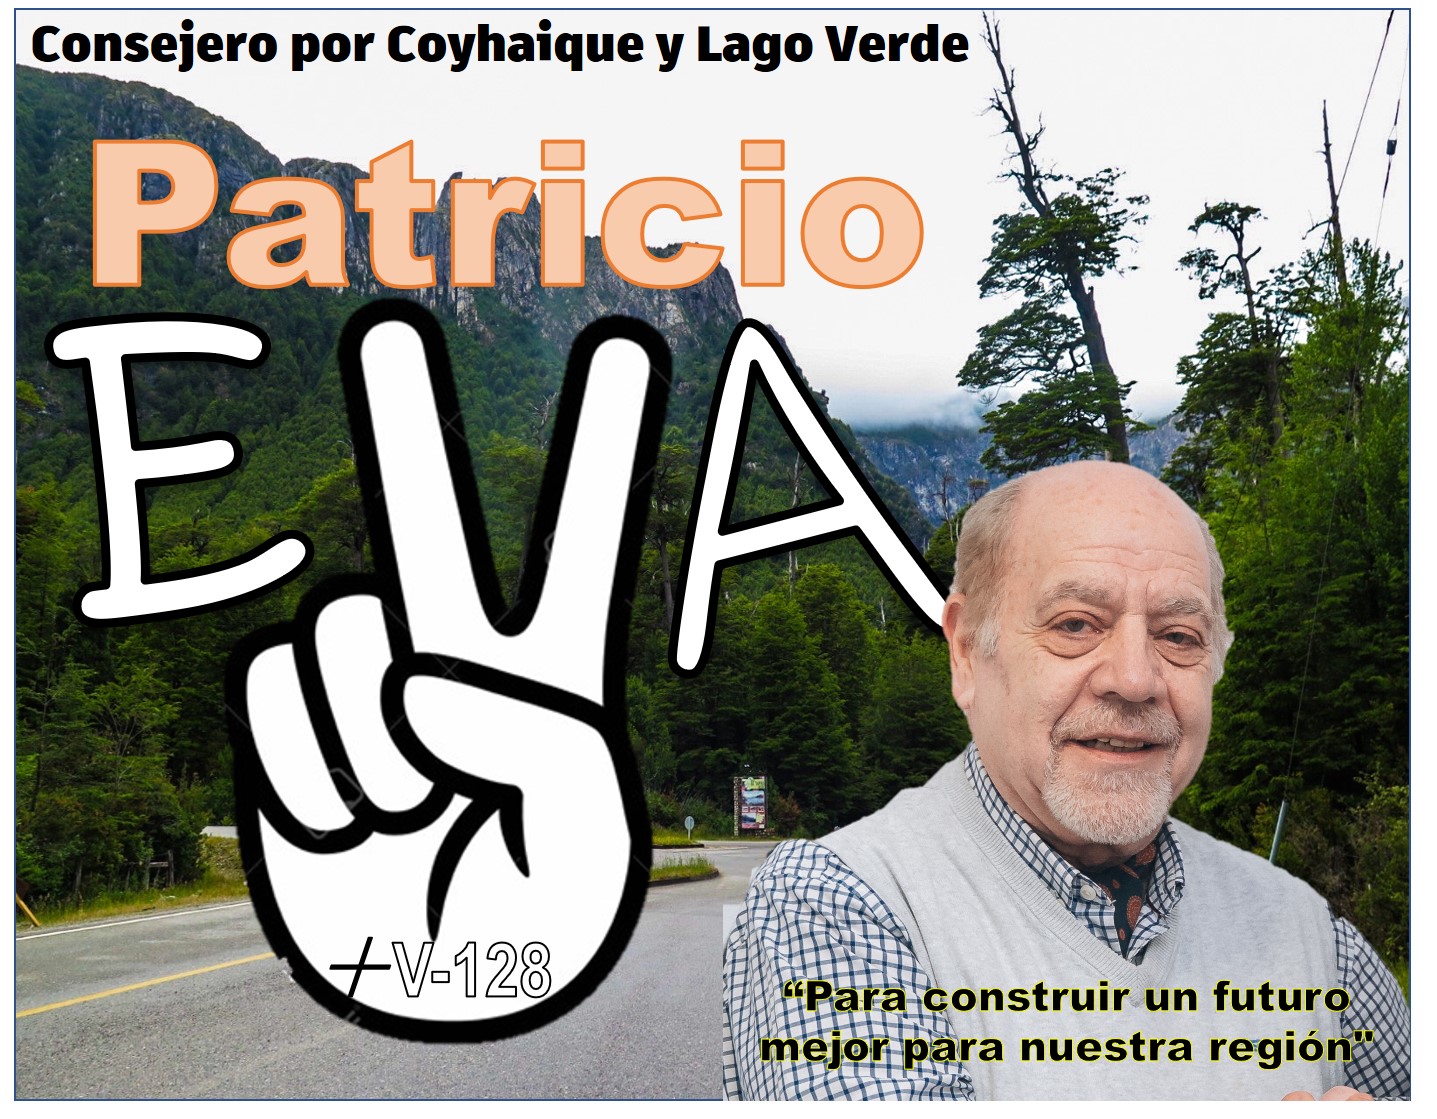 Consejero por Coyhaique y Lago Verde
Patricio
EVA
V-128
“Para construir un futuro
mejor para nuestra región"